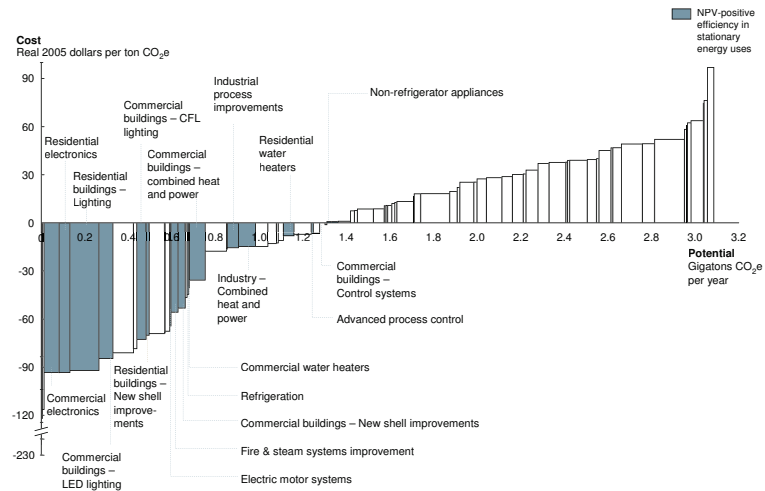 NPV-positive
efficiency in
stationary
energy uses
Cost
Real 2005 dollars per ton CO2e
90
60
30
0
-30
-60
-90
-120
-230
Residential
electronics
Residential
buildings –
Lighting
Commercial
buildings – CFL
lighting
Commercial
buildings –
combined heat
and power
Industrial
process
improvements
Residential
water
heaters
Non-refrigerator appliances
0 0.2 0.4 0.6 0.8 1.0 1.2 1.4 1.6 1.8 2.0 2.2 2.4 2.6 2.8 3.0 3.2
Potential
Gigatons CO2e
per year
Industry –
Combined
heat and
power
Commercial
buildings –
Control systems
Advanced process control
Commercial
electronics
Residential
buildings –
New shell
improve-
ments
Commercial
buildings –
LED lighting
Commercial water heaters
Refrigeration
Commercial buildings – New shell improvements
Fire & steam systems improvement
Electric motor systems